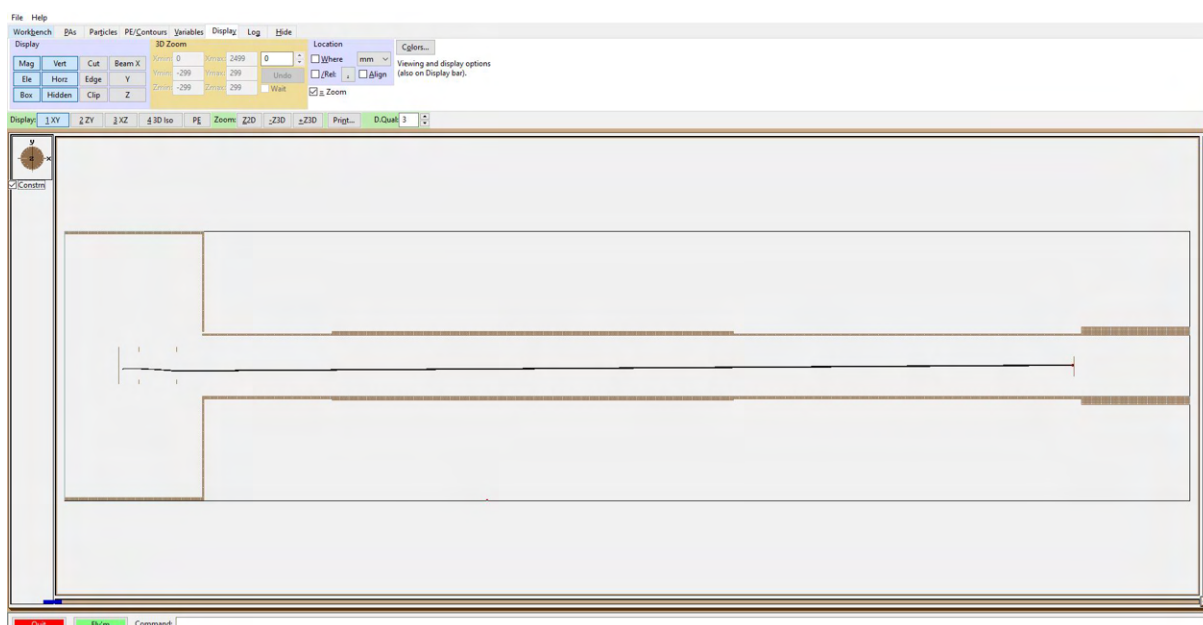 File Help
Workbench PAs Particles PE/Contours Variables Display Log Hide
Display 3D Zoom Location Colors...
Mag Vert Cut Beam X Xmin: 0 Xmax: 2499 0 Where mm Viewing and display options
Ele Horz Edge Y Ymin: -299 Ymax: 299 Undo /Rel: , Align (also on Display bar).
Box Hidden Clip Z Zmin: -299 Zmax: 299 Wait ± Zoom
Display: 1 XY 2 ZY 3 XZ 4 3D Iso PE Zoom: Z2D -Z3D +Z3D Print... D.Qual: 3
y
z x
Constrn
Quit Fly'm Command: